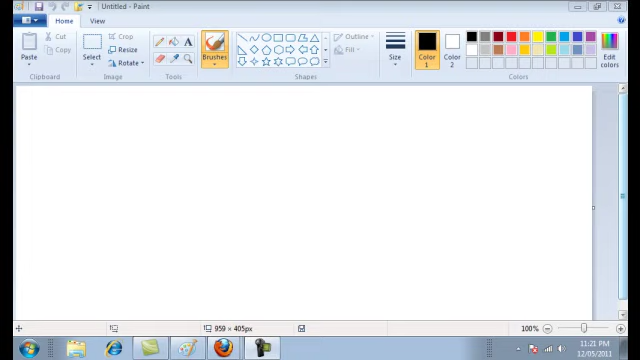 Untitled - Paint
Home View
Paste
Cut
Copy
Clipboard
Select
Crop
Resize
Rotate
Image
Tools
Brushes
Shapes
Outline
Fill
Size
Color 1
Color 2
Colors
Edit colors
959 × 405px
100%
11:21 PM
12/05/2011